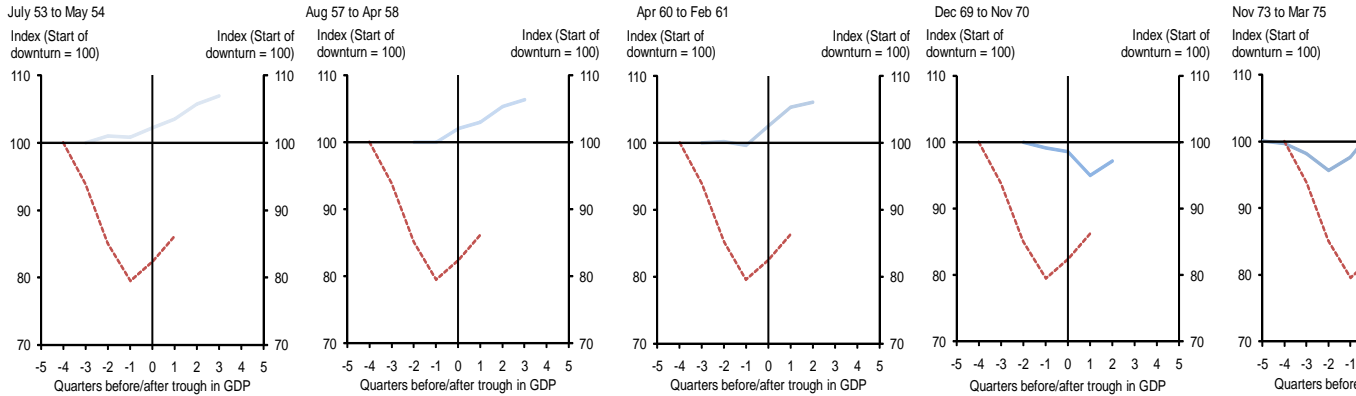 July 53 to May 54
Index (Start of
downturn = 100)
Index (Start of
downturn = 100)
110
100
90
80
70
110
100
90
80
70
-5 -4 -3 -2 -1 0 1 2 3 4 5
Quarters before/after trough in GDP
Aug 57 to Apr 58
Index (Start of
downturn = 100)
Index (Start of
downturn = 100)
110
100
90
80
70
110
100
90
80
70
-5 -4 -3 -2 -1 0 1 2 3 4 5
Quarters before/after trough in GDP
Apr 60 to Feb 61
Index (Start of
downturn = 100)
Index (Start of
downturn = 100)
110
100
90
80
70
110
100
90
80
70
-5 -4 -3 -2 -1 0 1 2 3 4 5
Quarters before/after trough in GDP
Dec 69 to Nov 70
Index (Start of
downturn = 100)
Index (Start of
downturn = 100)
110
100
90
80
70
110
100
90
80
70
-5 -4 -3 -2 -1 0 1 2 3 4 5
Quarters before/after trough in GDP
Nov 73 to Mar 75
Index (Start of
downturn = 100)
110
100
90
80
70
-5 -4 -3 -2 -1
Quarters before